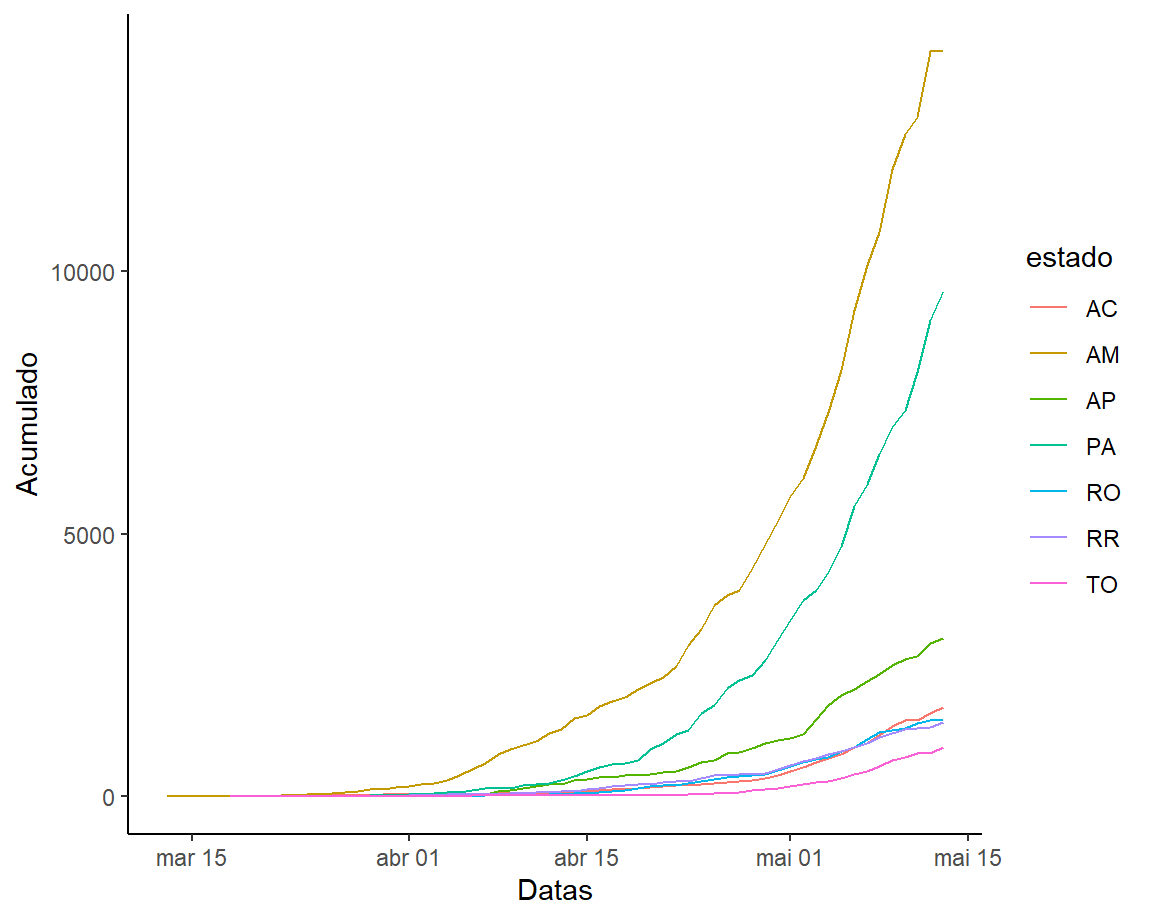 Acumulado
10000
5000
0
mar 15
abr 01
abr 15
mai 01
mai 15
Datas
estado
AC
AM
AP
PA
RO
RR
TO